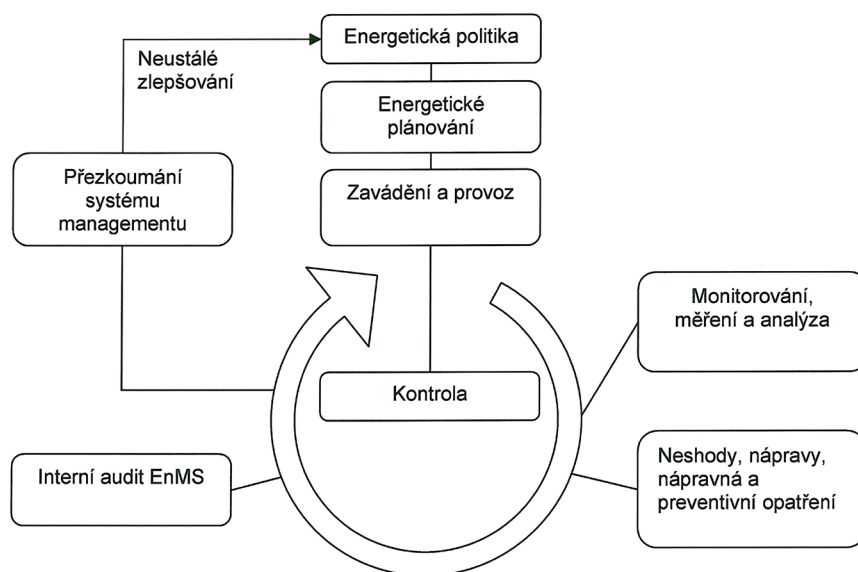 Energetická politika
Neustálé
zlepšování
Energetické
plánování
Přezkoumání
systému
managementu
Zavádění a provoz
Monitorování,
měření a analýza
Kontrola
Interní audit EnMS
Neshody, nápravy,
nápravná a
preventivní opatření